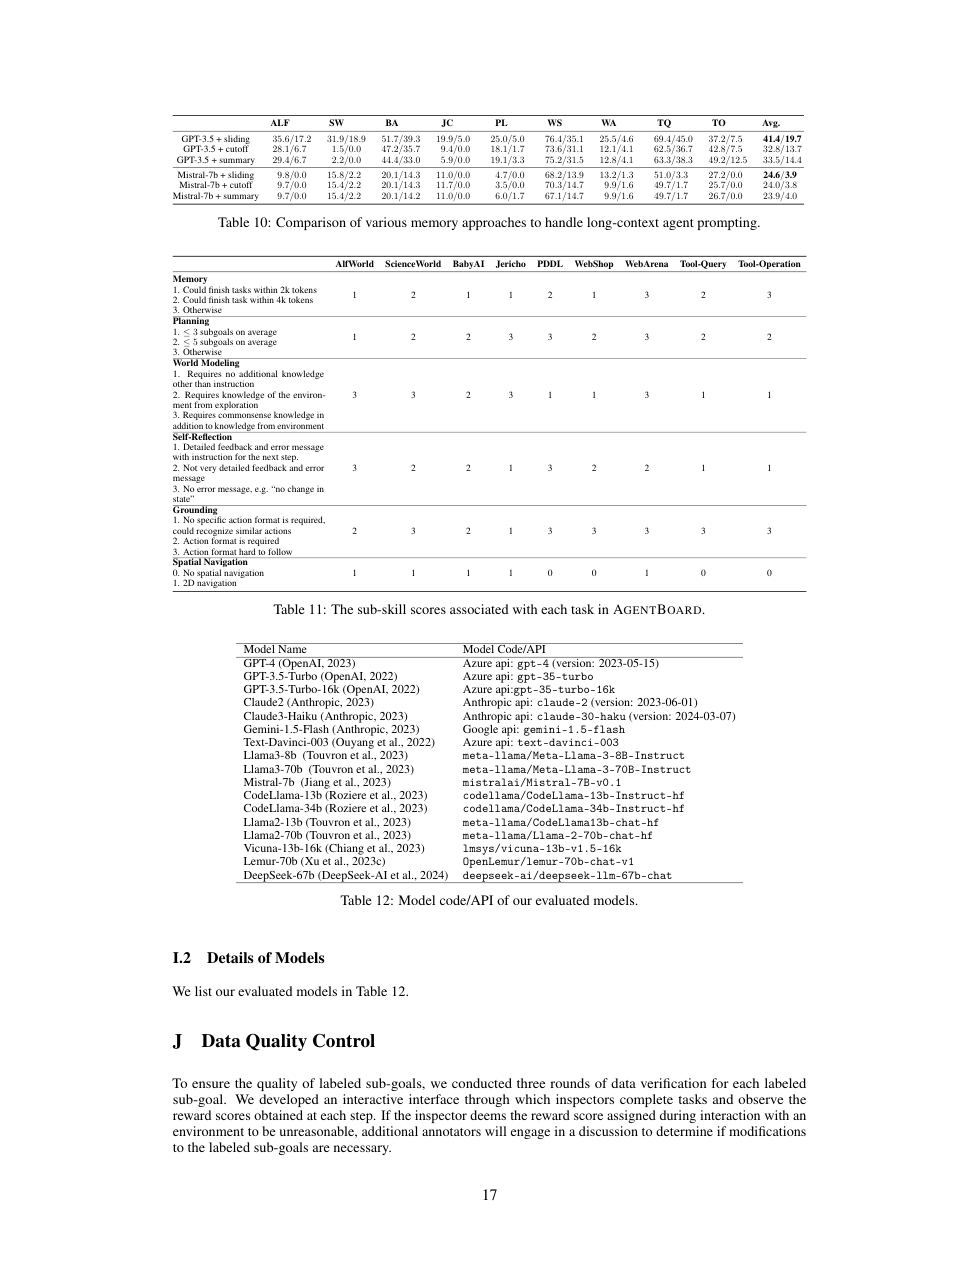 ALF SW BA JC PL WS WA TQ TO Avg.
GPT-3.5 + sliding 35.6/17.2 31.9/18.9 51.7/39.3 19.9/5.0 25.0/5.0 76.4/35.1 25.5/4.6 69.4/45.0 37.2/7.5 41.4/19.7
GPT-3.5 + cutoff 28.1/6.7 1.5/0.0 47.2/35.7 9.4/0.0 18.1/1.7 73.6/31.1 12.1/4.1 62.5/36.7 42.8/7.5 32.8/13.7
GPT-3.5 + summary 29.4/6.7 2.2/0.0 44.4/33.0 5.9/0.0 19.1/3.3 75.2/31.5 12.8/4.1 63.3/38.3 49.2/12.5 33.5/14.4
Mistral-7b + sliding 9.8/0.0 15.8/2.2 20.1/14.3 11.0/0.0 4.7/0.0 68.2/13.9 13.2/1.3 51.0/3.3 27.2/0.0 24.6/3.9
Mistral-7b + cutoff 9.7/0.0 15.4/2.2 20.1/14.3 11.7/0.0 3.5/0.0 70.3/14.7 9.9/1.6 49.7/1.7 25.7/0.0 24.0/3.8
Mistral-7b + summary 9.7/0.0 15.4/2.2 20.1/14.2 11.0/0.0 6.0/1.7 67.1/14.7 9.9/1.6 49.7/1.7 26.7/0.0 23.9/4.0
Table 10: Comparison of various memory approaches to handle long-context agent prompting.
AlfWorld ScienceWorld BabyAI Jericho PDDL WebShop WebArena Tool-Query Tool-Operation
Memory
1. Could finish tasks within 2k tokens
2. Could finish task within 4k tokens
3. Otherwise
1 2 1 1 2 1 3 2 3
Planning
1. ≤ 3 subgoals on average
2. ≤ 5 subgoals on average
3. Otherwise
1 2 2 3 3 2 3 2 2
World Modeling
1. Requires no additional knowledge
other than instruction
2. Requires knowledge of the environ-
ment from exploration
3. Requires commonsense knowledge in
addition to knowledge from environment
3 3 2 3 1 1 3 1 1
Self-Reflection
1. Detailed feedback and error message
with instruction for the next step.
2. Not very detailed feedback and error
message
3. No error message, e.g. “no change in
state”
3 2 2 1 3 2 2 1 1
Grounding
1. No specific action format is required,
could recognize similar actions
2. Action format is required
3. Action format hard to follow
2 3 2 1 3 3 3 3 3
Spatial Navigation
0. No spatial navigation
1. 2D navigation
1 1 1 1 0 0 1 0 0
Table 11: The sub-skill scores associated with each task in AGENTBOARD.
Model Name Model Code/API
GPT-4 (OpenAI, 2023) Azure api: gpt-4 (version: 2023-05-15)
GPT-3.5-Turbo (OpenAI, 2022) Azure api: gpt-35-turbo
GPT-3.5-Turbo-16k (OpenAI, 2022) Azure api:gpt-35-turbo-16k
Claude2 (Anthropic, 2023) Anthropic api: claude-2 (version: 2023-06-01)
Claude3-Haiku (Anthropic, 2023) Anthropic api: claude-30-haku (version: 2024-03-07)
Gemini-1.5-Flash (Anthropic, 2023) Google api: gemini-1.5-flash
Text-Davinci-003 (Ouyang et al., 2022) Azure api: text-davinci-003
Llama3-8b (Touvron et al., 2023) meta-llama/Meta-Llama-3-8B-Instruct
Llama3-70b (Touvron et al., 2023) meta-llama/Meta-Llama-3-70B-Instruct
Mistral-7b (Jiang et al., 2023) mistralai/Mistral-7B-v0.1
CodeLlama-13b (Roziere et al., 2023) codellama/CodeLlama-13b-Instruct-hf
CodeLlama-34b (Roziere et al., 2023) codellama/CodeLlama-34b-Instruct-hf
Llama2-13b (Touvron et al., 2023) meta-llama/CodeLlama13b-chat-hf
Llama2-70b (Touvron et al., 2023) meta-llama/Llama-2-70b-chat-hf
Vicuna-13b-16k (Chiang et al., 2023) lmsys/vicuna-13b-v1.5-16k
Lemur-70b (Xu et al., 2023c) OpenLemur/lemur-70b-chat-v1
DeepSeek-67b (DeepSeek-AI et al., 2024) deepseek-ai/deepseek-llm-67b-chat
Table 12: Model code/API of our evaluated models.
I.2 Details of Models
We list our evaluated models in Table 12.
J Data Quality Control
To ensure the quality of labeled sub-goals, we conducted three rounds of data verification for each labeled
sub-goal. We developed an interactive interface through which inspectors complete tasks and observe the
reward scores obtained at each step. If the inspector deems the reward score assigned during interaction with an
environment to be unreasonable, additional annotators will engage in a discussion to determine if modifications
to the labeled sub-goals are necessary.
17